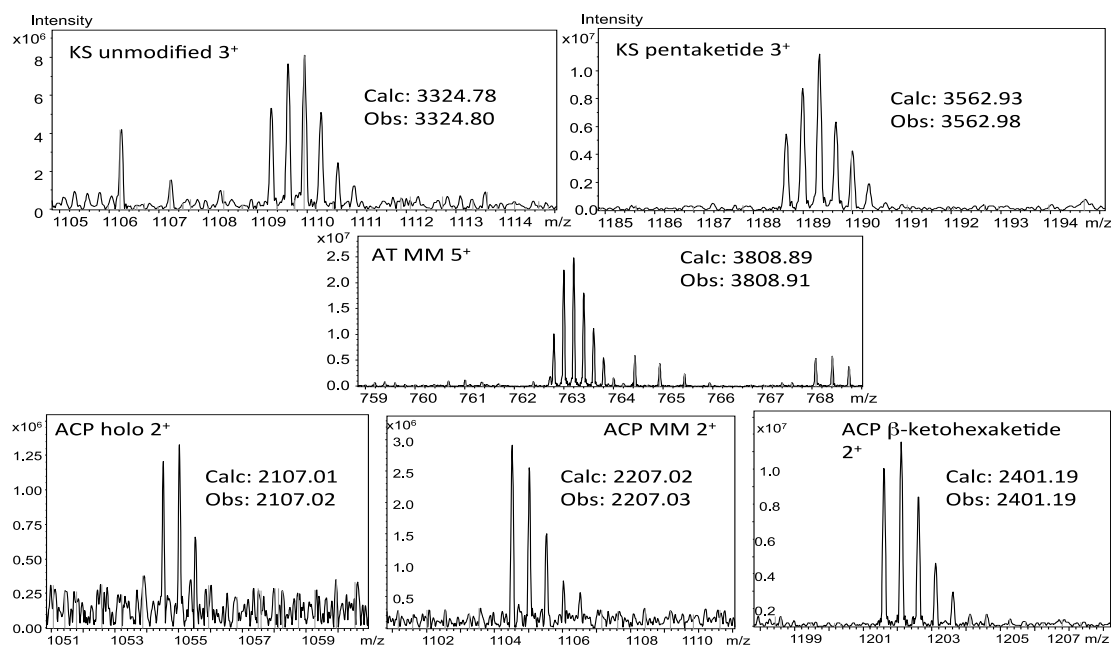 Intensity
x10⁶
KS unmodified 3⁺
Calc: 3324.78
Obs: 3324.80
8
6
4
2
0
1105 1106 1107 1108 1109 1110 1111 1112 1113 1114 m/z
Intensity
x10⁷
KS pentaketide 3⁺
Calc: 3562.93
Obs: 3562.98
1.0
0.8
0.6
0.4
0.2
0.0
1185 1186 1187 1188 1189 1190 1191 1192 1193 1194 m/z
x10⁷
AT MM 5⁺
Calc: 3808.89
Obs: 3808.91
2.5
2.0
1.5
1.0
0.5
0.0
759 760 761 762 763 764 765 766 767 768 m/z
x10⁶
ACP holo 2⁺
Calc: 2107.01
Obs: 2107.02
1.25
1.00
0.75
0.50
0.25
0.00
1051 1053 1055 1057 1059 m/z
x10⁶
ACP MM 2⁺
Calc: 2207.02
Obs: 2207.03
3.0
2.5
2.0
1.5
1.0
0.5
1102 1104 1106 1108 1110 m/z
x10⁷
ACP β-ketohexaketide
2⁺
Calc: 2401.19
Obs: 2401.19
1.0
0.8
0.6
0.4
0.2
1199 1201 1203 1205 1207 m/z